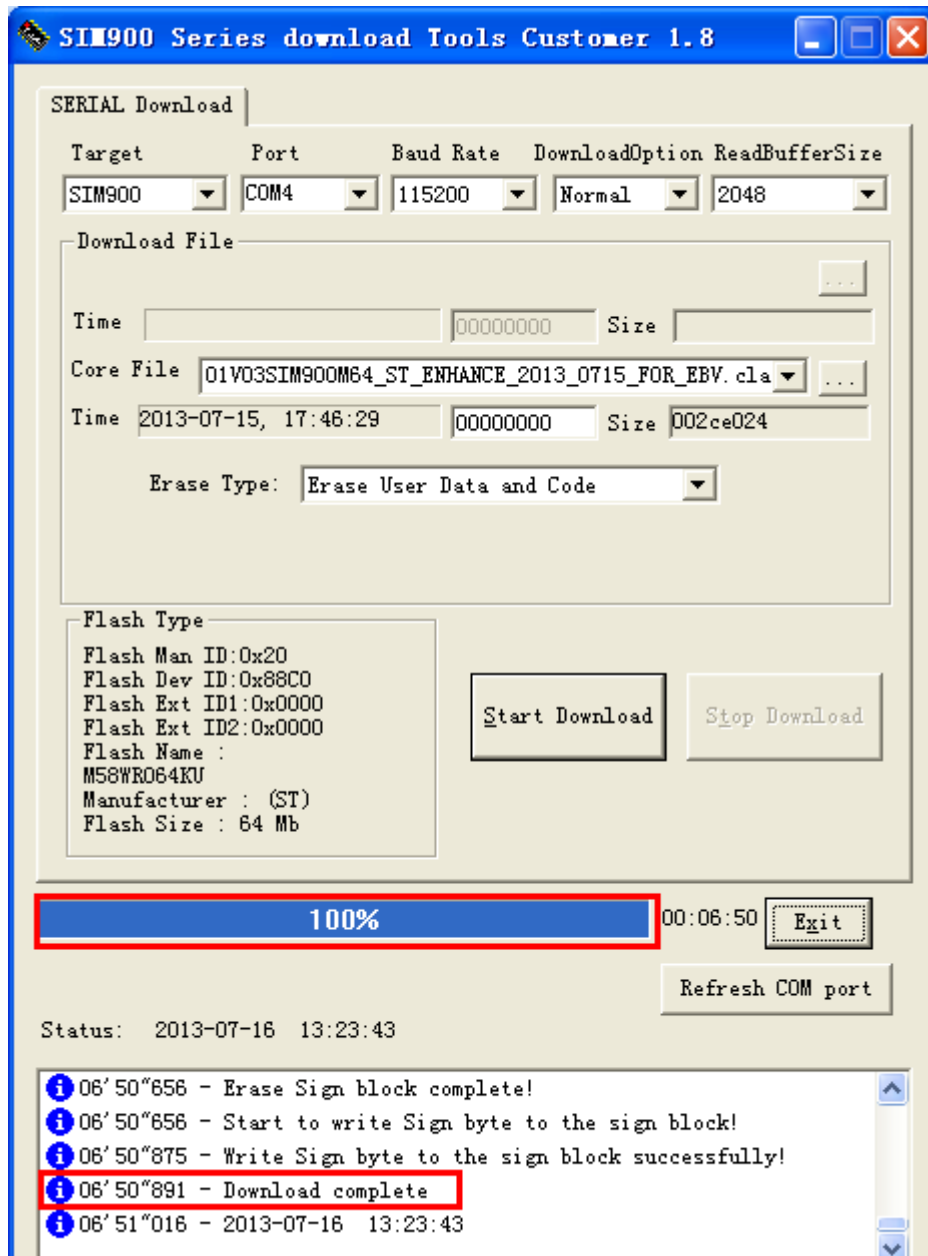 SIM900 Series download Tools Customer 1.8
SERIAL Download
Target Port Baud Rate DownloadOption ReadBufferSize
SIM900 COM4 115200 Normal 2048
Download File
...
Time 00000000 Size
Core File 01V03SIM900M64_ST_ENHANCE_2013_0715_FOR_EBV.cla ...
Time 2013-07-15, 17:46:29 00000000 Size 002ce024
Erase Type: Erase User Data and Code
Flash Type
Flash Man ID:0x20
Flash Dev ID:0x88C0
Flash Ext ID1:0x0000
Flash Ext ID2:0x0000
Flash Name :
M58WR064KU
Manufacturer : (ST)
Flash Size : 64 Mb
Start Download Stop Download
100% 00:06:50 Exit
Refresh COM port
Status: 2013-07-16 13:23:43
06'50"656 - Erase Sign block complete!
06'50"656 - Start to write Sign byte to the sign block!
06'50"875 - Write Sign byte to the sign block successfully!
06'50"891 - Download complete
06'51"016 - 2013-07-16 13:23:43